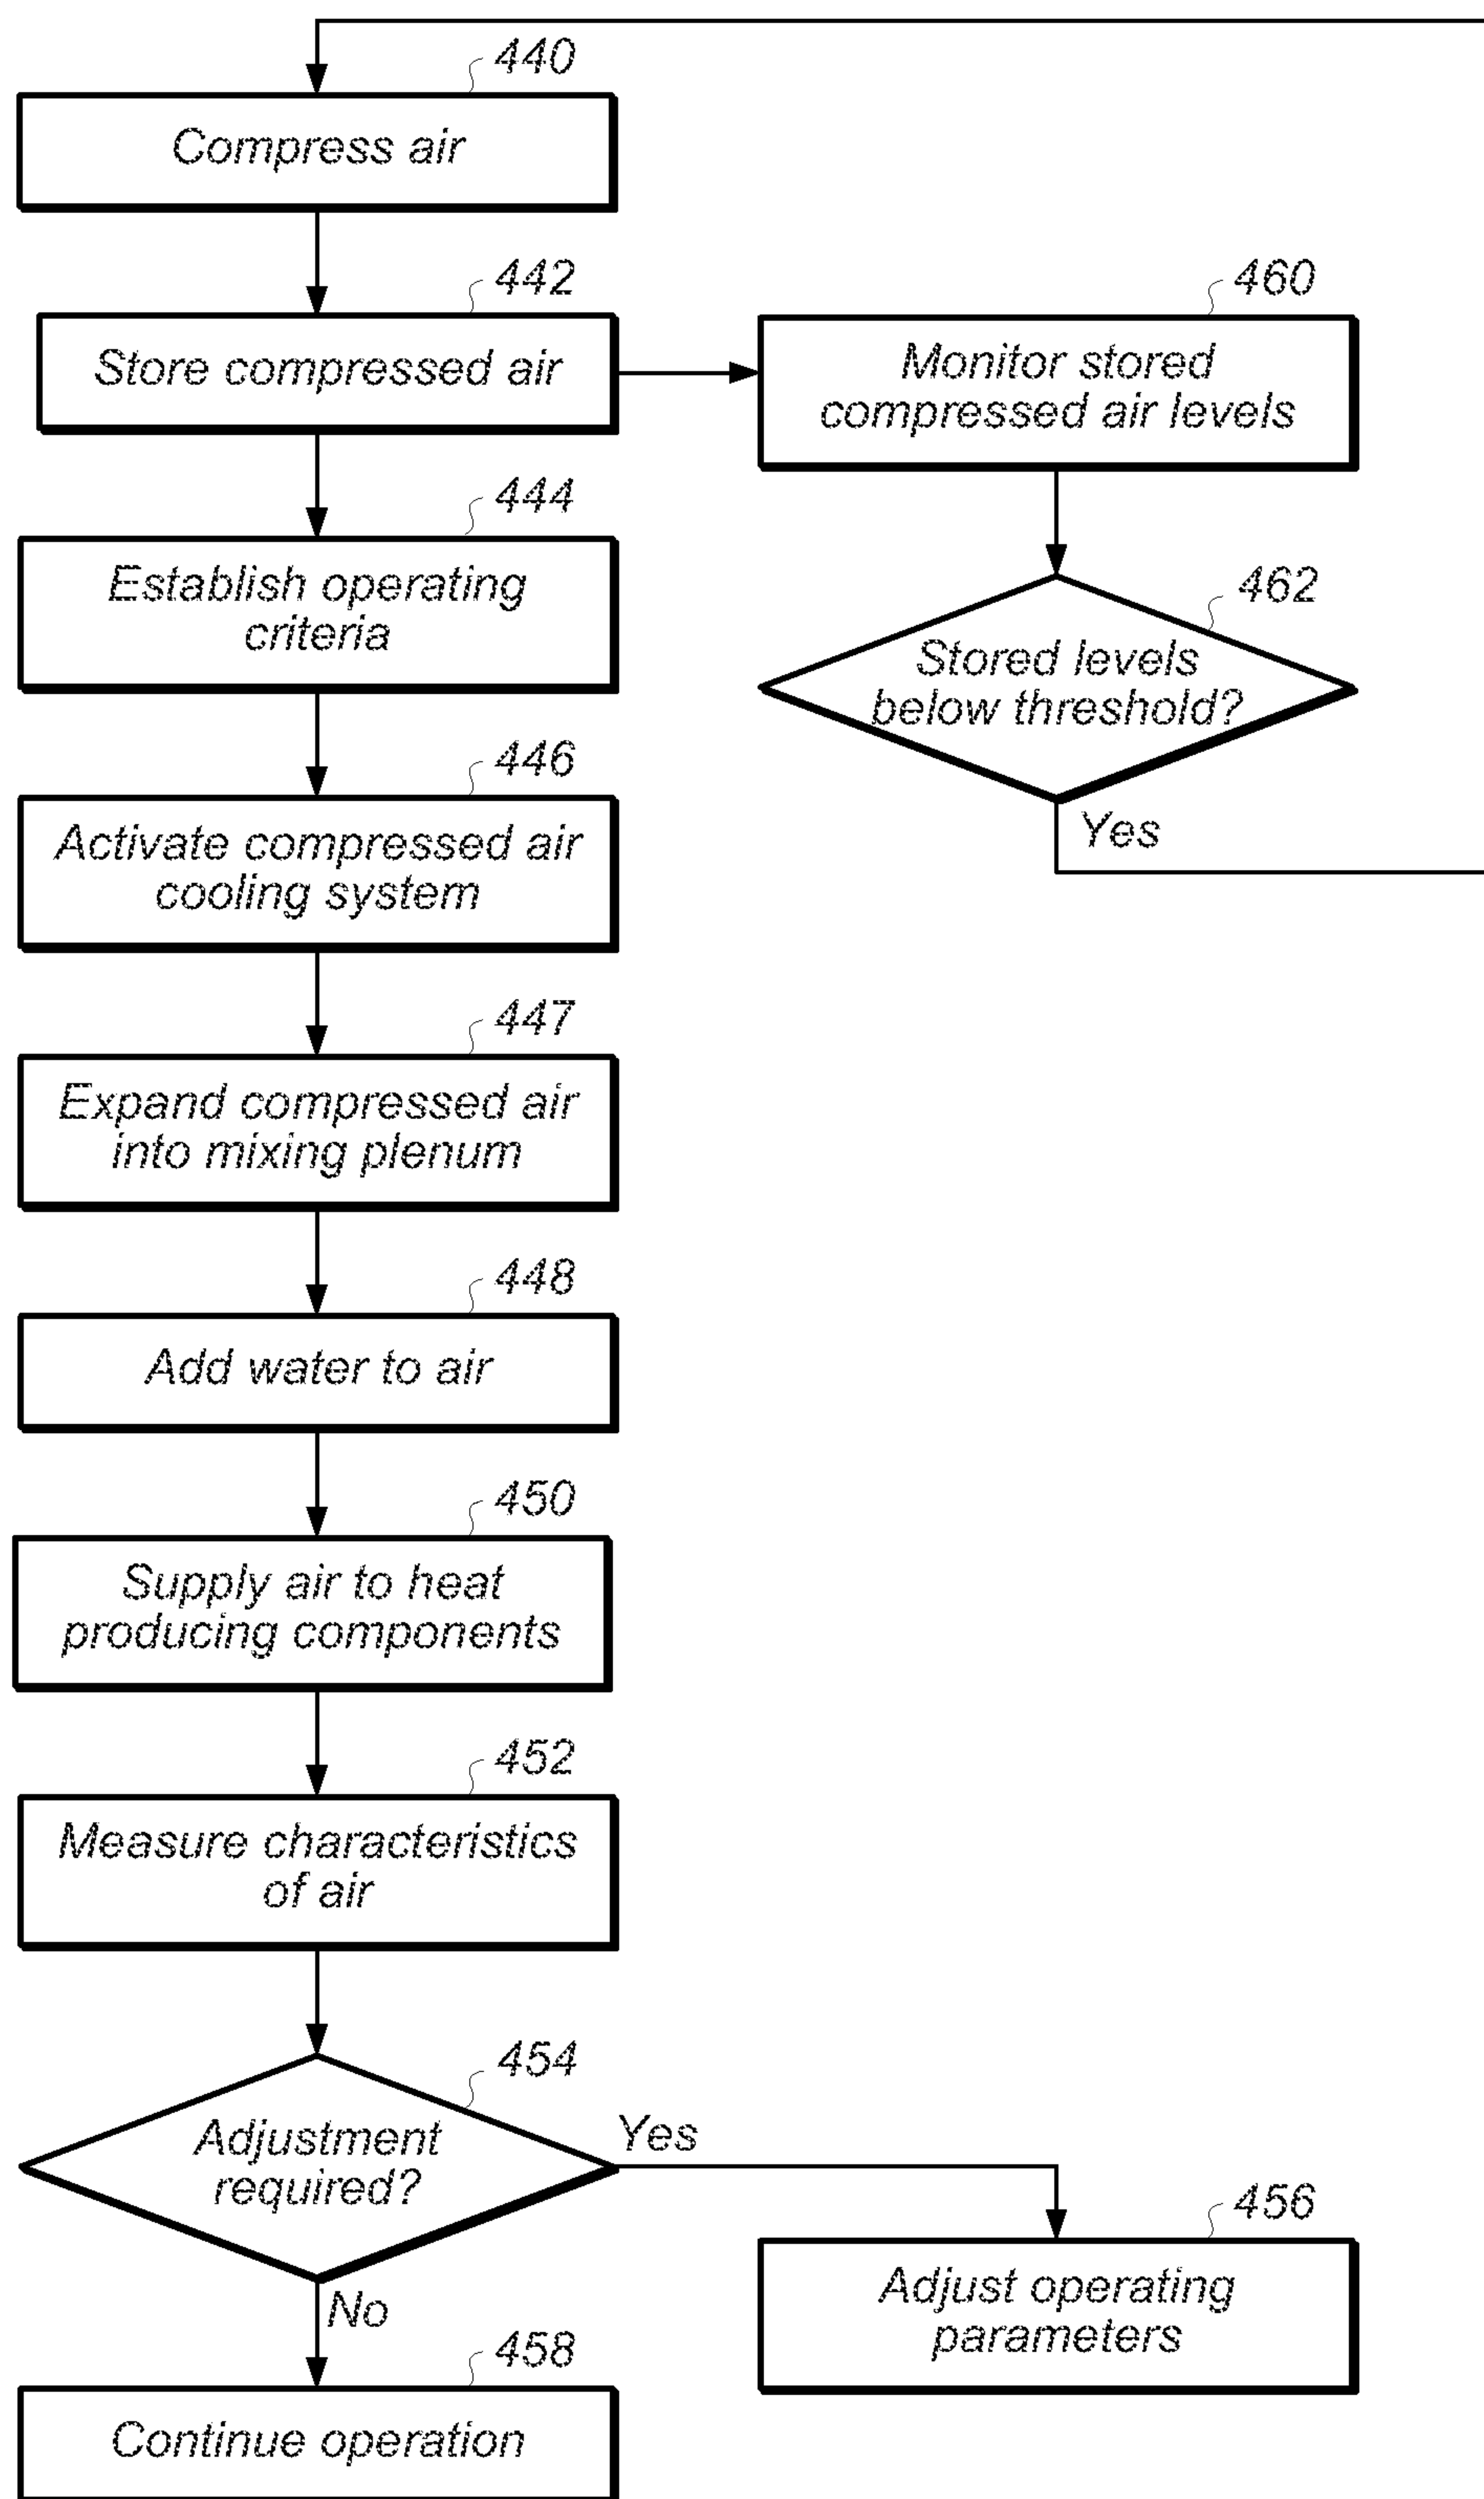 440
Compress air
442
Store compressed air
460
Monitor stored
compressed air levels
444
Establish operating
criteria
462
Stored levels
below threshold?
Yes
446
Activate compressed air
cooling system
447
Expand compressed air
into mixing plenum
448
Add water to air
450
Supply air to heat
producing components
452
Measure characteristics
of air
454
Adjustment
required?
Yes
456
Adjust operating
parameters
No
458
Continue operation